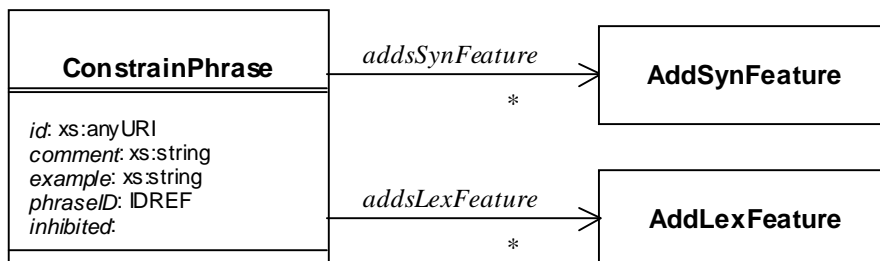 ConstrainPhrase
id: xs:anyURI
comment: xs:string
example: xs:string
phraseID: IDREF
inhibited:
addsSynFeature
*
AddSynFeature
addsLexFeature
*
AddLexFeature